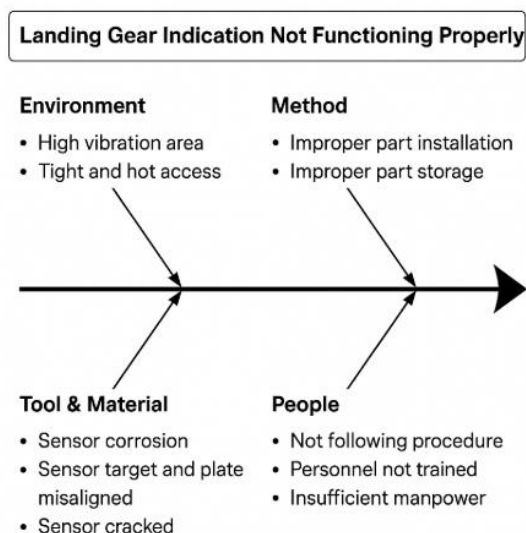 Landing Gear Indication Not Functioning Properly
Environment
• High vibration area
• Tight and hot access
Method
• Improper part installation
• Improper part storage
Tool & Material
• Sensor corrosion
• Sensor target and plate
misaligned
• Sensor cracked
People
• Not following procedure
• Personnel not trained
• Insufficient manpower